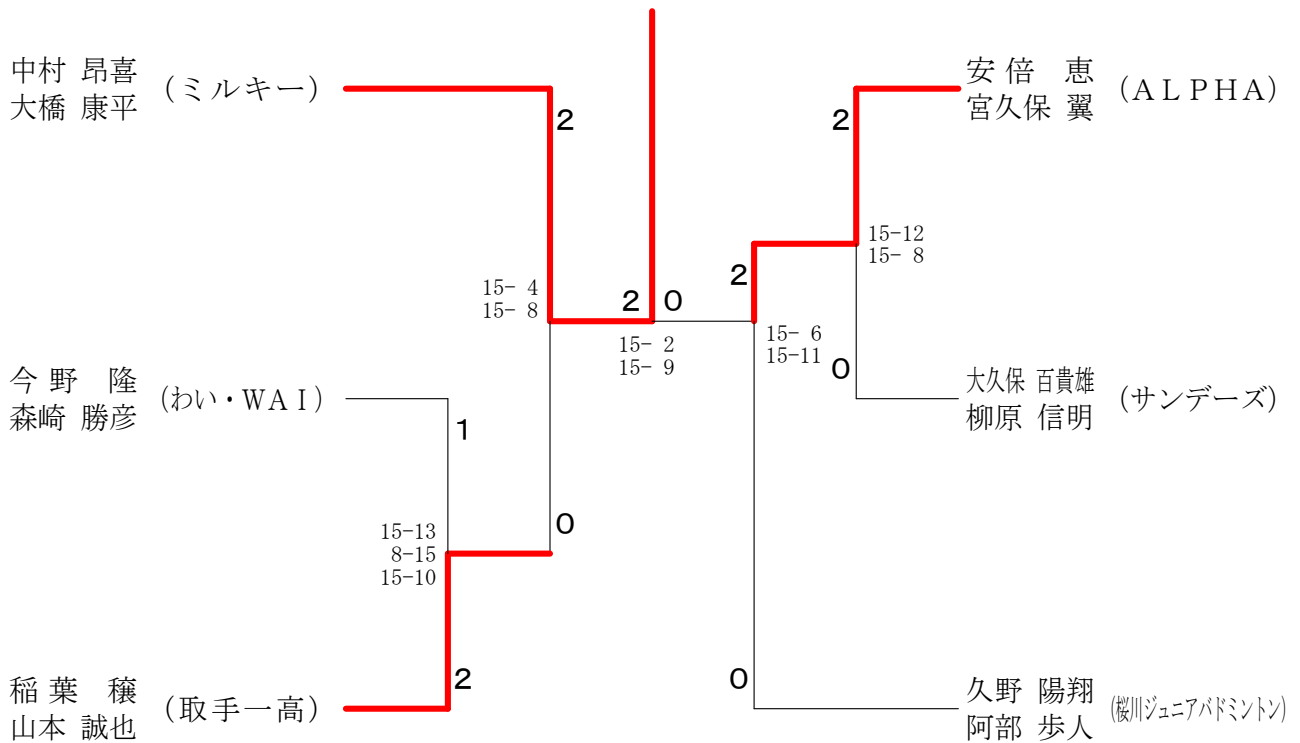 中村 昂喜
大橋 康平
(ミルキー)
2
15- 4
15- 8
今 野　隆
森崎 勝彦
(わい・WAI)
1
15-13
8-15
15-10
0
稲 葉　穣
山本 誠也
(取手一高)
2
2 0
15- 2
15- 9
安 倍　恵
宮久保 翼
(ALPHA)
2
15-12
15- 8
2
15- 6
15-11
0
大久保 百貴雄
柳原 信明
(サンデーズ)
0
久野 陽翔
阿部 歩人
(桜川ジュニアバドミントン)